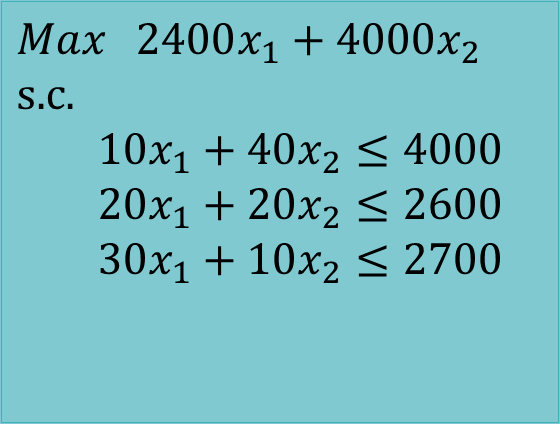 Max 2400x₁ + 4000x₂
s.c.
10x₁ + 40x₂ ≤ 4000
20x₁ + 20x₂ ≤ 2600
30x₁ + 10x₂ ≤ 2700